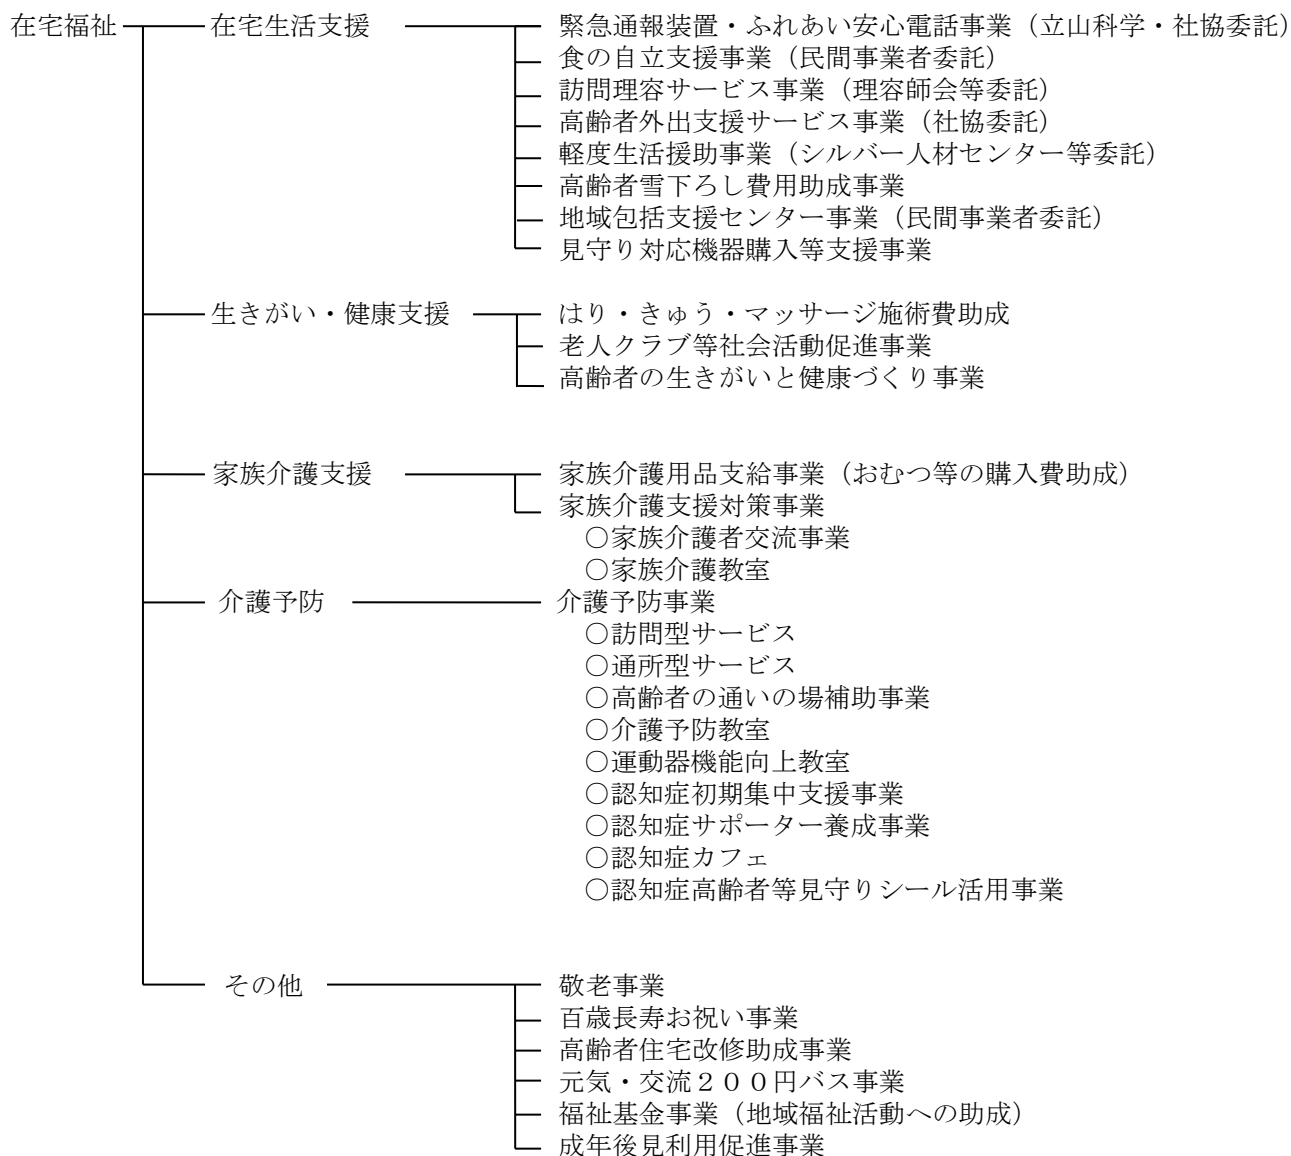 在宅福祉 在宅生活支援 緊急通報装置・ふれあい安心電話事業（立山科学・社協委託）
食の自立支援事業（民間事業者委託）
訪問理容サービス事業（理容師会等委託）
高齢者外出支援サービス事業（社協委託）
軽度生活援助事業（シルバー人材センター等委託）
高齢者雪下ろし費用助成事業
地域包括支援センター事業（民間事業者委託）
見守り対応機器購入等支援事業
生きがい・健康支援 はり・きゅう・マッサージ施術費助成
老人クラブ等社会活動促進事業
高齢者の生きがいと健康づくり事業
家族介護支援 家族介護用品支給事業（おむつ等の購入費助成）
家族介護支援対策事業
○家族介護者交流事業
○家族介護教室
介護予防 介護予防事業
○訪問型サービス
○通所型サービス
○高齢者の通いの場補助事業
○介護予防教室
○運動器機能向上教室
○認知症初期集中支援事業
○認知症サポーター養成事業
○認知症カフェ
○認知症高齢者等見守りシール活用事業
その他 敬老事業
百歳長寿お祝い事業
高齢者住宅改修助成事業
元気・交流２００円バス事業
福祉基金事業（地域福祉活動への助成）
成年後見利用促進事業